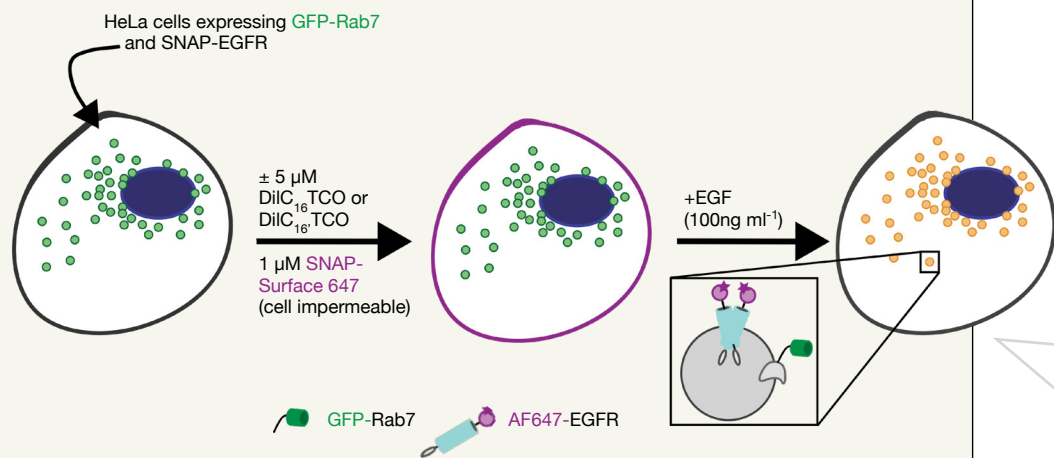 HeLa cells expressing GFP-Rab7
and SNAP-EGFR
± 5 µM
DiIC₁₆TCO or
DiIC₁₆'TCO
1 µM SNAP-
Surface 647
(cell impermeable)
+EGF
(100ng ml⁻¹)
GFP-Rab7
AF647-EGFR